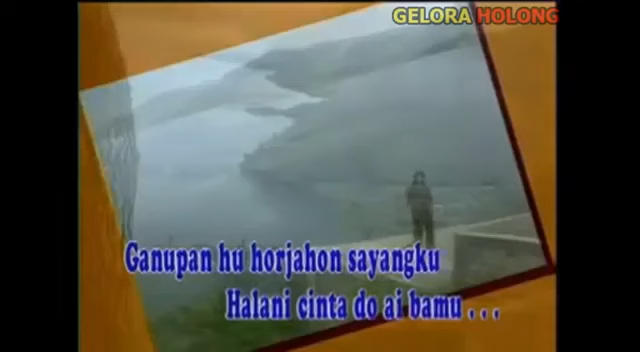 GELORA HOLONG
Ganupan hu horjahon sayangku
Halani cinta do ai bamu . . .